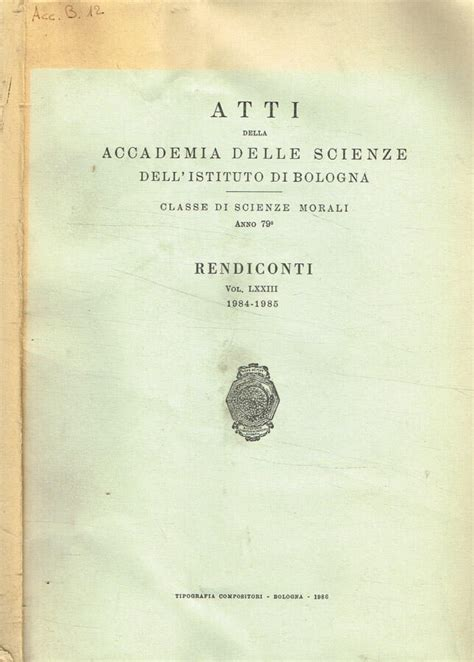 Acc. B. 12
ATTI
DELLA
ACCADEMIA DELLE SCIENZE
DELL'ISTITUTO DI BOLOGNA
CLASSE DI SCIENZE MORALI
ANNO 79º
RENDICONTI
VOL. LXXIII
1984-1985
TIPOGRAFIA COMPOSITORI - BOLOGNA - 1986